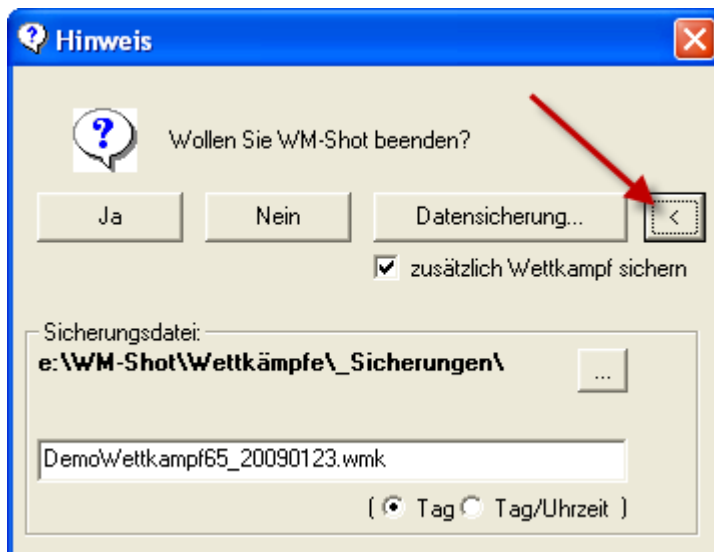 Hinweis
Wollen Sie WM-Shot beenden?
Ja Nein Datensicherung... <
zusätzlich Wettkampf sichern
Sicherungsdatei:
e:\WM-Shot\Wettkämpfe\_Sicherungen\ ...
DemoWettkampf65_20090123.wmk
( Tag Tag/Uhrzeit )